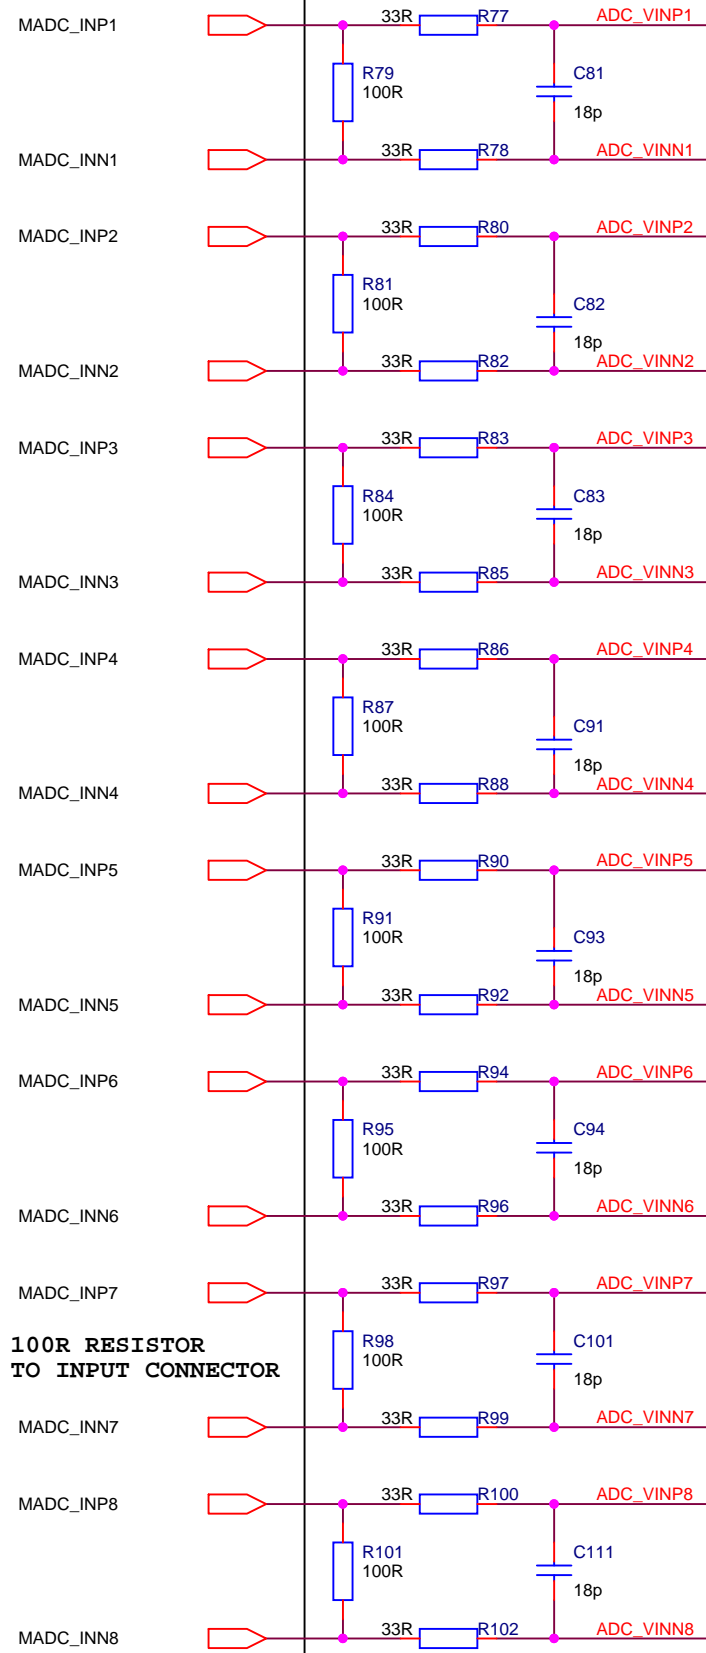 MADC_INP1 33R R77 ADC_VINP1
R79 C81
100R
18p
MADC_INN1 33R R78 ADC_VINN1
MADC_INP2 33R R80 ADC_VINP2
R81
100R C82
18p
MADC_INN2 33R R82 ADC_VINN2
MADC_INP3 33R R83 ADC_VINP3
R84 C83
100R
18p
MADC_INN3 33R R85 ADC_VINN3
MADC_INP4 33R R86 ADC_VINP4
R87
100R C91
18p
MADC_INN4 33R R88 ADC_VINN4
MADC_INP5 33R R90 ADC_VINP5
R91
100R C93
18p
MADC_INN5 33R R92 ADC_VINN5
MADC_INP6 33R R94 ADC_VINP6
R95 C94
100R
18p
MADC_INN6 33R R96 ADC_VINN6
MADC_INP7 33R R97 ADC_VINP7
100R RESISTOR R98 C101
TO INPUT CONNECTOR 100R
18p
MADC_INN7 33R R99 ADC_VINN7
MADC_INP8 33R R100 ADC_VINP8
R101 C111
100R
18p
MADC_INN8 33R R102 ADC_VINN8